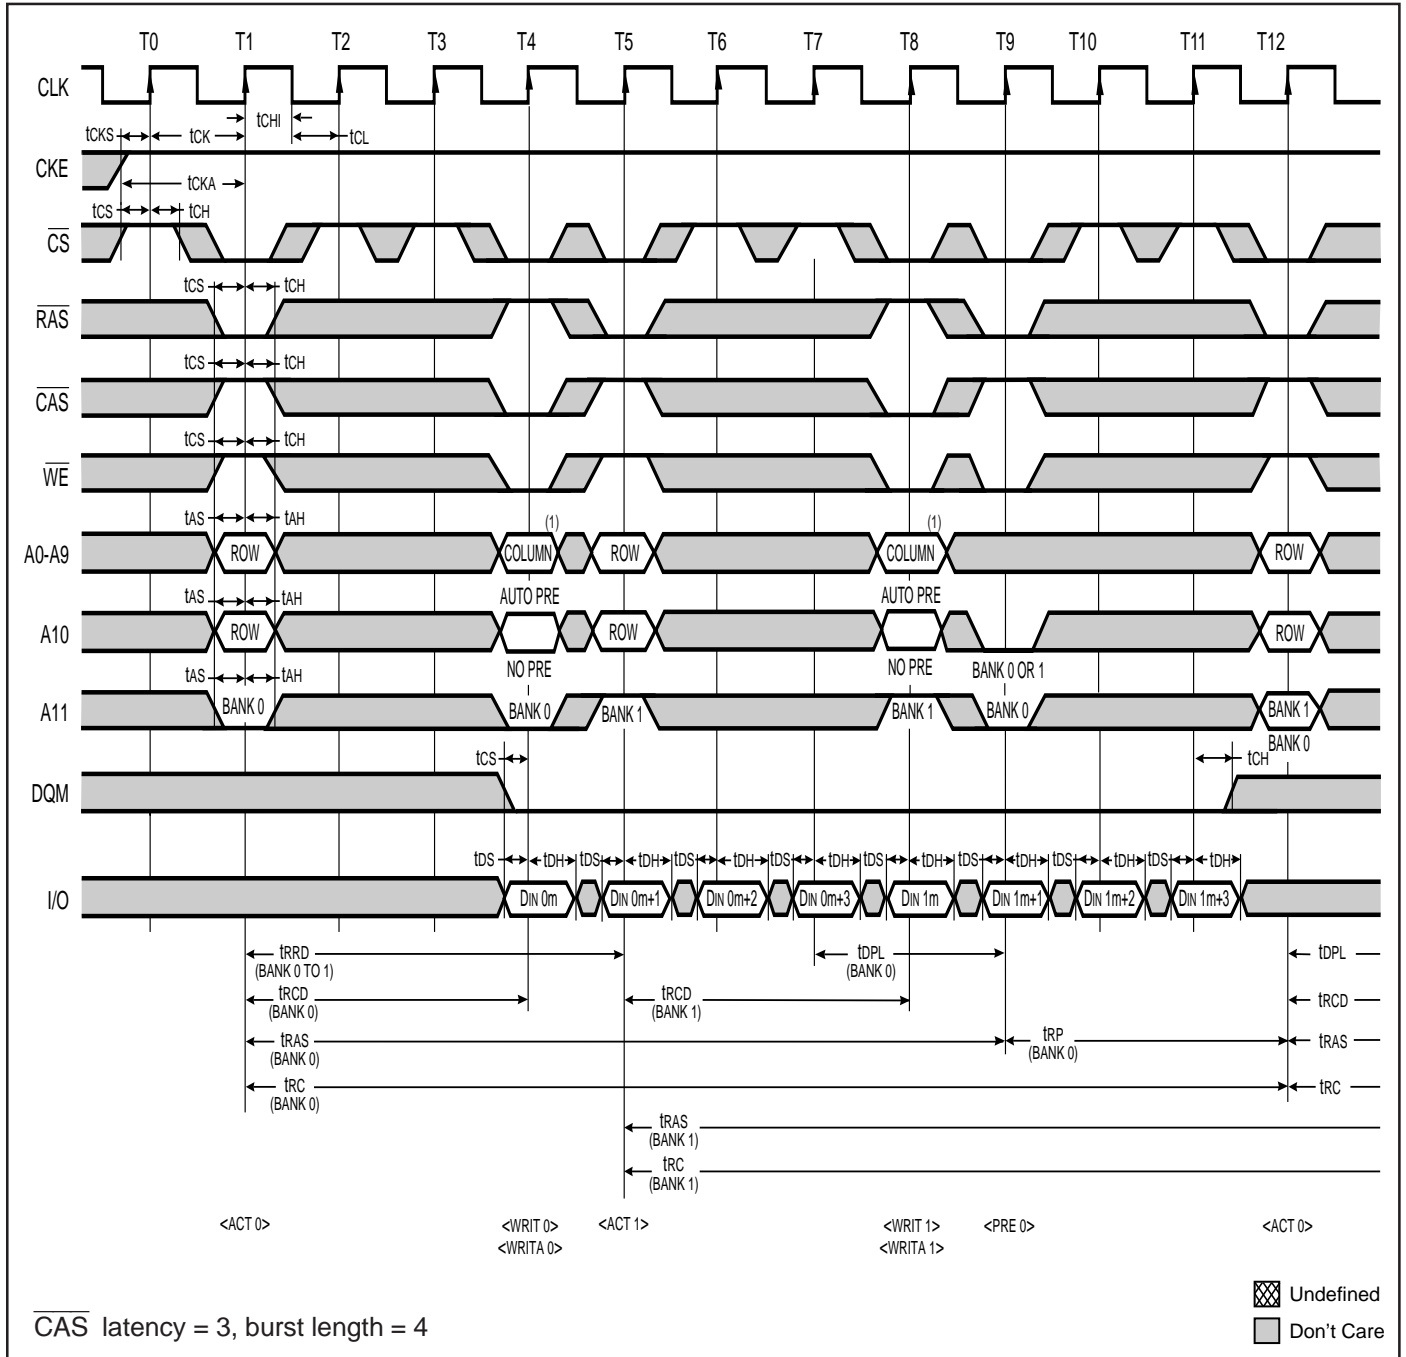 T0 T1 T2 T3 T4 T5 T6 T7 T8 T9 T10 T11 T12
CLK
tCHI
tCKS tCK tCL
CKE
tCKA
tCS tCH
CS
tCS tCH
RAS
tCS tCH
CAS
tCS tCH
WE
tAS tAH (1) (1)
A0-A9 ROW COLUMN ROW COLUMN ROW
tAS tAH AUTO PRE AUTO PRE
A10 ROW ROW ROW
NO PRE NO PRE BANK 0 OR 1
tAS tAH
A11 BANK 0 BANK 0 BANK 1 BANK 1 BANK 0 BANK 1
BANK 0
tCS tCH
DQM
tDS tDH tDS tDH tDS tDH tDS tDH tDS tDH tDS tDH tDS tDH tDS tDH
I/O DIN 0m DIN 0m+1 DIN 0m+2 DIN 0m+3 DIN 1m DIN 1m+1 DIN 1m+2 DIN 1m+3
tRRD tDPL tDPL
(BANK 0 TO 1) (BANK 0)
tRCD tRCD tRCD
(BANK 0) (BANK 1)
tRAS tRP tRAS
(BANK 0) (BANK 0)
tRC tRC
(BANK 0)
tRAS
(BANK 1)
tRC
(BANK 1)
<ACT 0> <WRIT 0> <ACT 1> <WRIT 1> <PRE 0> <ACT 0>
<WRITA 0> <WRITA 1>
Undefined
CAS latency = 3, burst length = 4
Don't Care